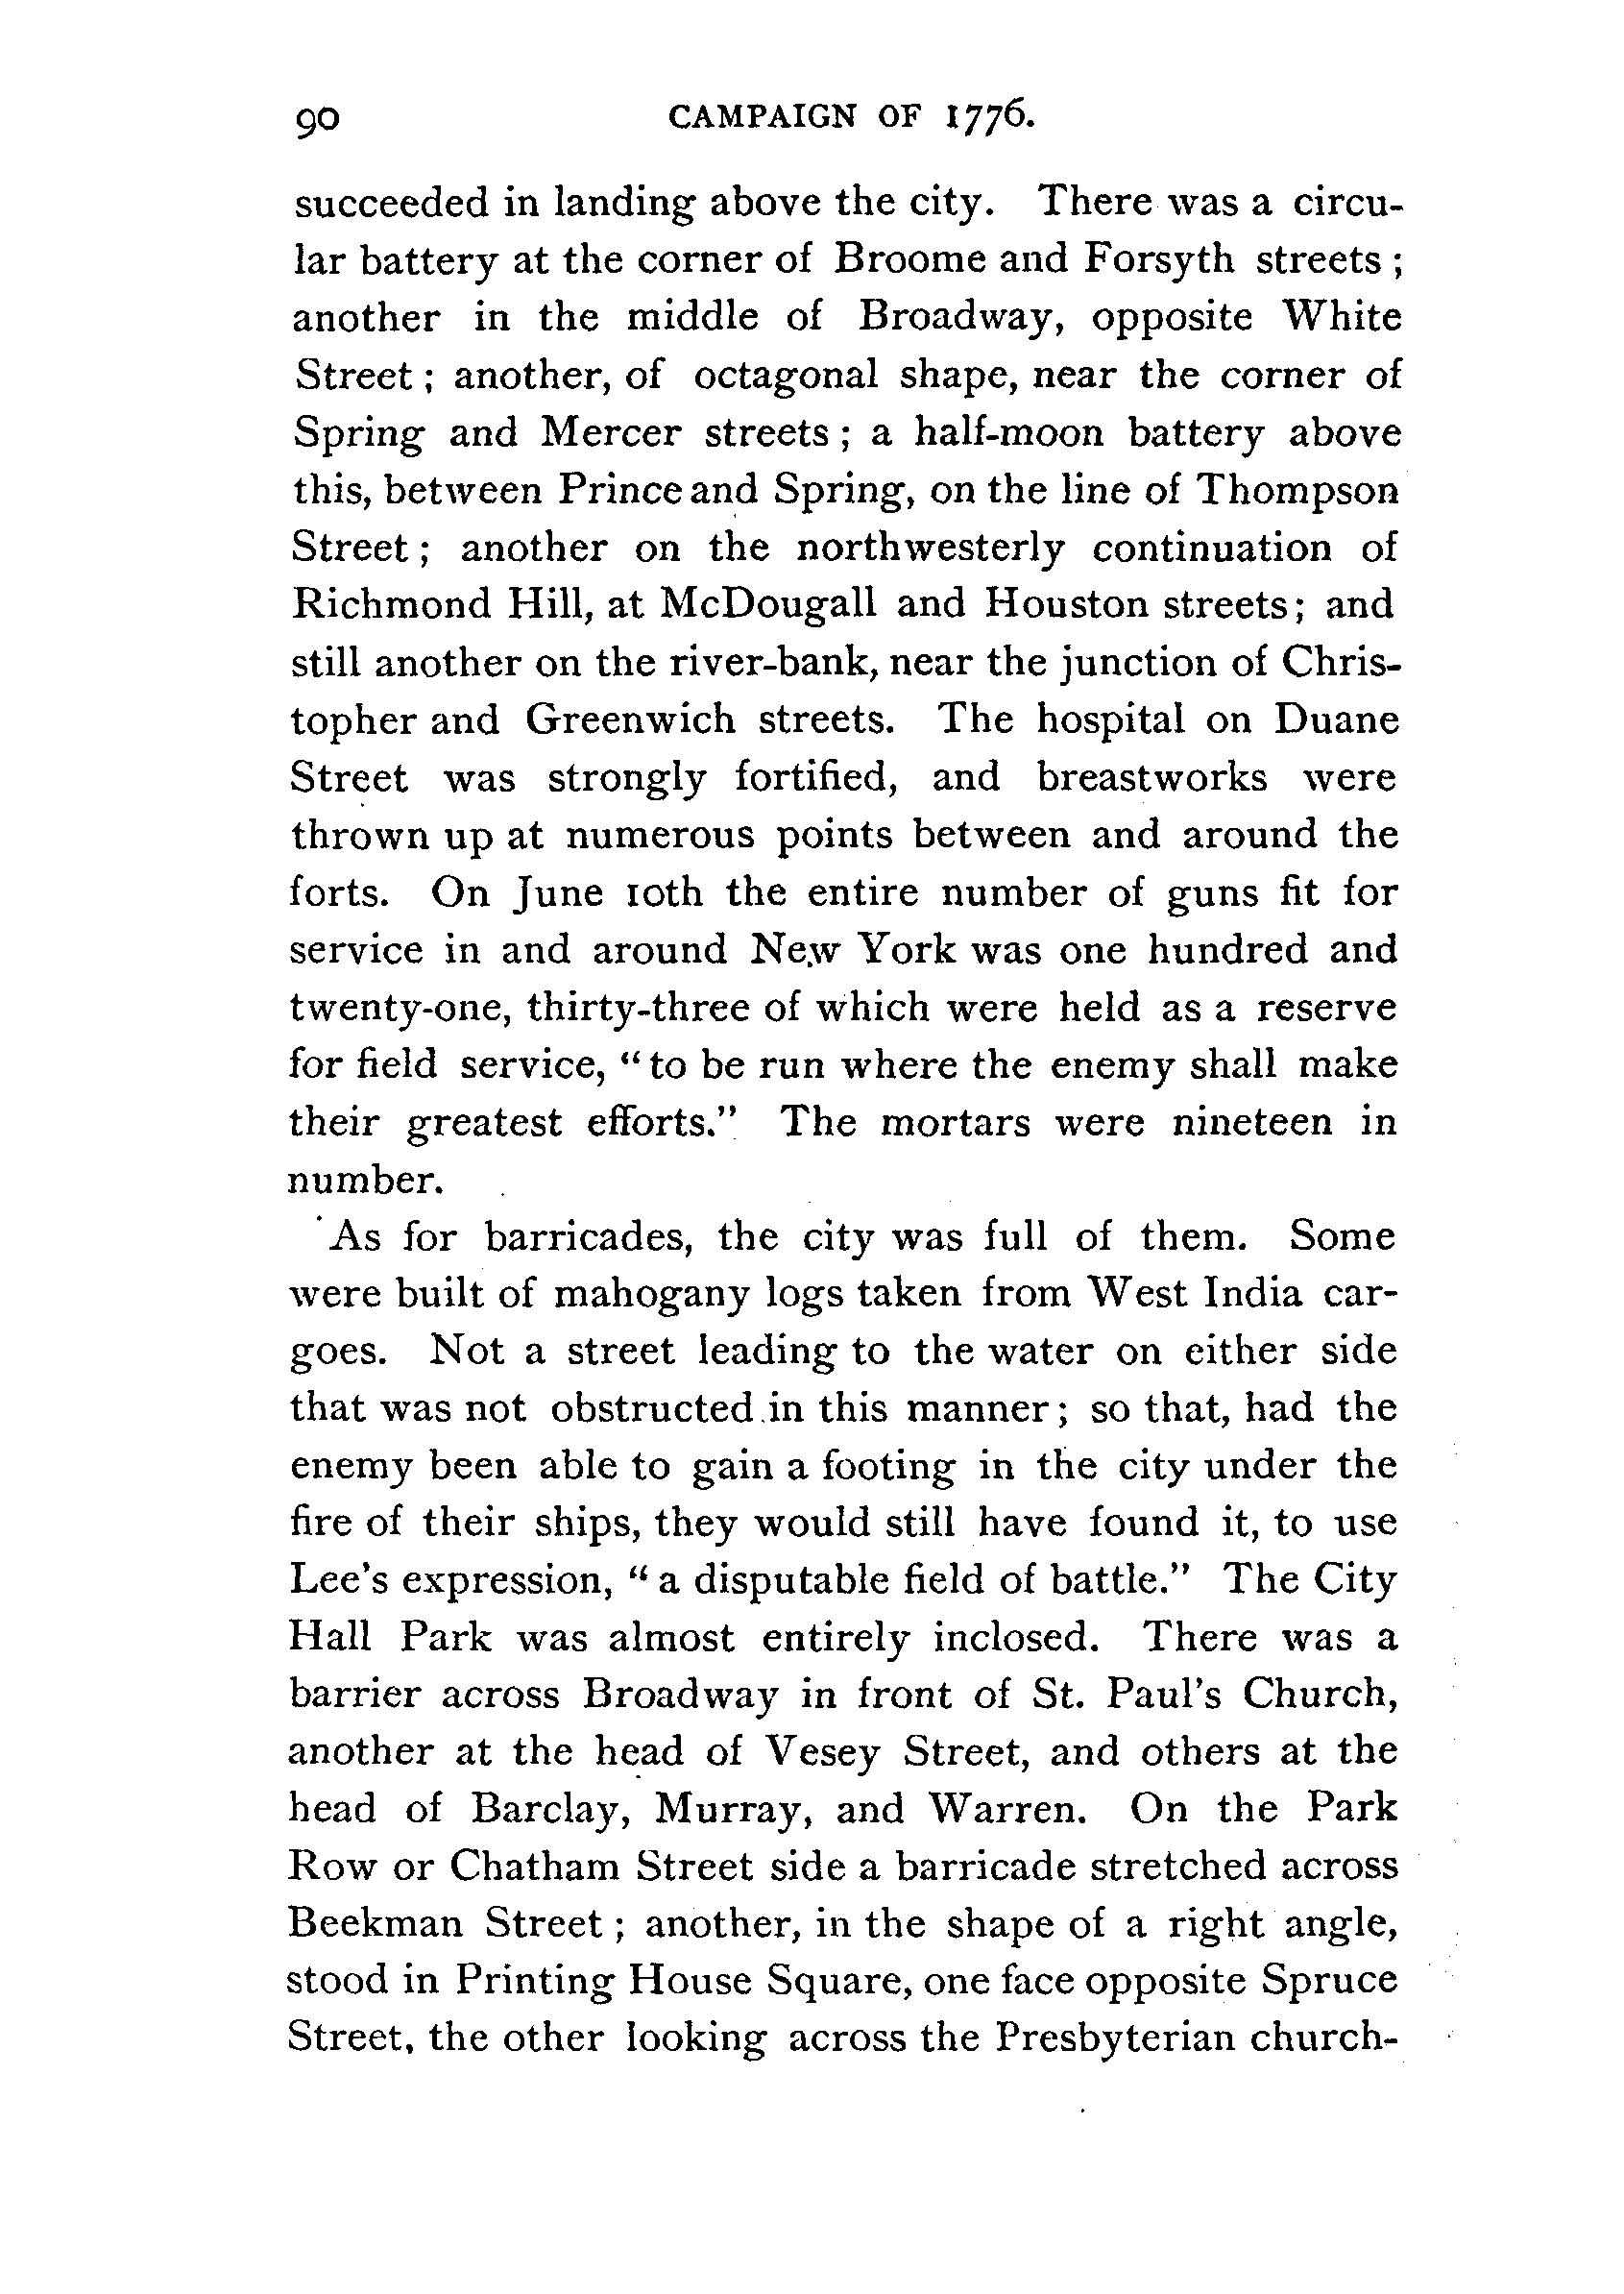 90 CAMPAIGN OF 1776.
succeeded in landing above the city. There was a circu-
lar battery at the corner of Broome and Forsyth streets ;
another in the middle of Broadway, opposite White
Street ; another, of octagonal shape, near the corner of
Spring and Mercer streets ; a half-moon battery above
this, between Prince and Spring, on the line of Thompson
Street ; another on the northwesterly continuation of
Richmond Hill, at McDougall and Houston streets ; and
still another on the river-bank, near the junction of Chris-
topher and Greenwich streets. The hospital on Duane
Street was strongly fortified, and breastworks were
thrown up at numerous points between and around the
forts. On June 10th the entire number of guns fit for
service in and around New York was one hundred and
twenty-one, thirty-three of which were held as a reserve
for field service, “ to be run where the enemy shall make
their greatest efforts.” The mortars were nineteen in
number.
As for barricades, the city was full of them. Some
were built of mahogany logs taken from West India car-
goes. Not a street leading to the water on either side
that was not obstructed in this manner ; so that, had the
enemy been able to gain a footing in the city under the
fire of their ships, they would still have found it, to use
Lee’s expression, “ a disputable field of battle.” The City
Hall Park was almost entirely inclosed. There was a
barrier across Broadway in front of St. Paul’s Church,
another at the head of Vesey Street, and others at the
head of Barclay, Murray, and Warren. On the Park
Row or Chatham Street side a barricade stretched across
Beekman Street ; another, in the shape of a right angle,
stood in Printing House Square, one face opposite Spruce
Street, the other looking across the Presbyterian church-